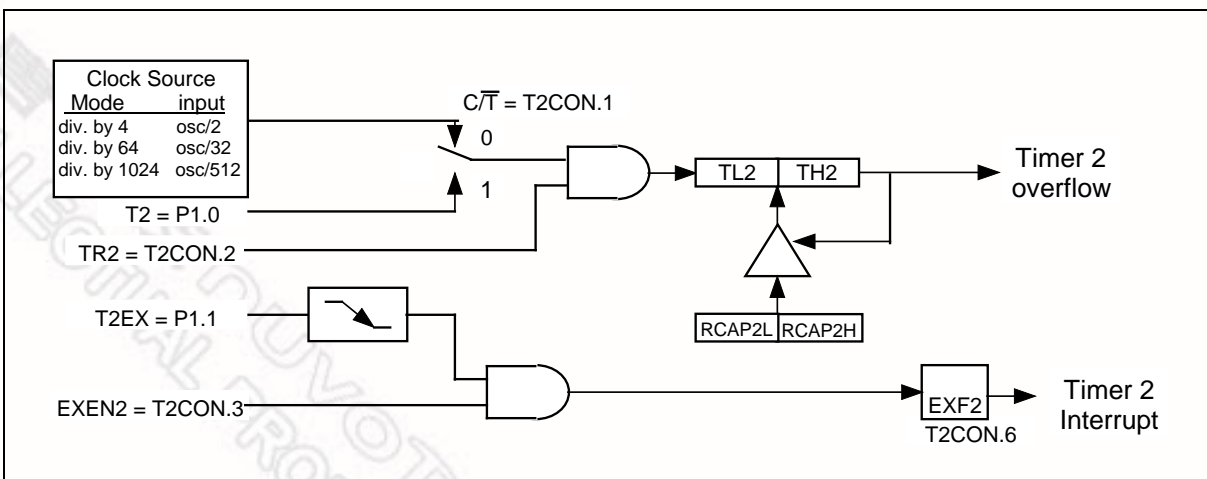 Clock Source
Mode input
div. by 4 osc/2
div. by 64 osc/32
div. by 1024 osc/512
C/T̅ = T2CON.1
0
1
T2 = P1.0
TR2 = T2CON.2
TL2 TH2
Timer 2
overflow
RCAP2L RCAP2H
T2EX = P1.1
EXEN2 = T2CON.3
EXF2
T2CON.6
Timer 2
Interrupt